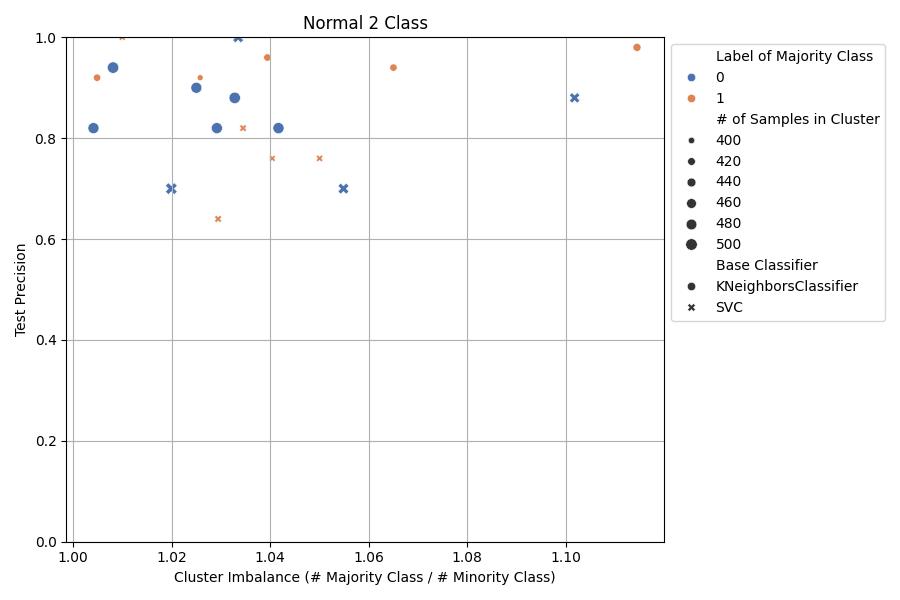 Normal 2 Class
Test Precision
1.0
0.8
0.6
0.4
0.2
0.0
1.00 1.02 1.04 1.06 1.08 1.10
Cluster Imbalance (# Majority Class / # Minority Class)
Label of Majority Class
0
1
# of Samples in Cluster
400
420
440
460
480
500
Base Classifier
KNeighborsClassifier
SVC